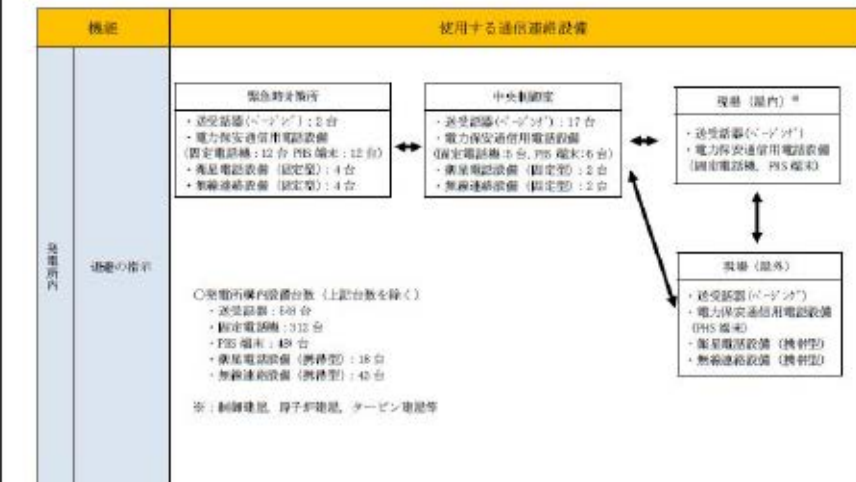 機能
使用する通信連絡設備
発電所内
退避の指示
緊急時対策所
・送受話器(ページング):2台
・電力保安通信用電話設備
(固定電話機:12台 PHS端末:12台)
・衛星電話設備(固定型):4台
・無線連絡設備(固定型):4台
中央制御室
・送受話器(ページング):17台
・電力保安通信用電話設備
(固定電話機:5台, PHS端末:6台)
・衛星電話設備(固定型):2台
・無線連絡設備(固定型):2台
現場(屋内)※
・送受話器(ページング)
・電力保安通信用電話設備
(固定電話機, PHS端末)
現場(屋外)
・送受話器(ページング)
・電力保安通信用電話設備
(PHS端末)
・衛星電話設備(携帯型)
・無線連絡設備(携帯型)
○発電所構内設置台数(上記台数を除く)
・送受話器:
・固定電話機:312台
・PHS端末:
・衛星電話設備(携帯型):18台
・無線連絡設備(携帯型):43台
※:制御建屋, 原子炉建屋, タービン建屋等